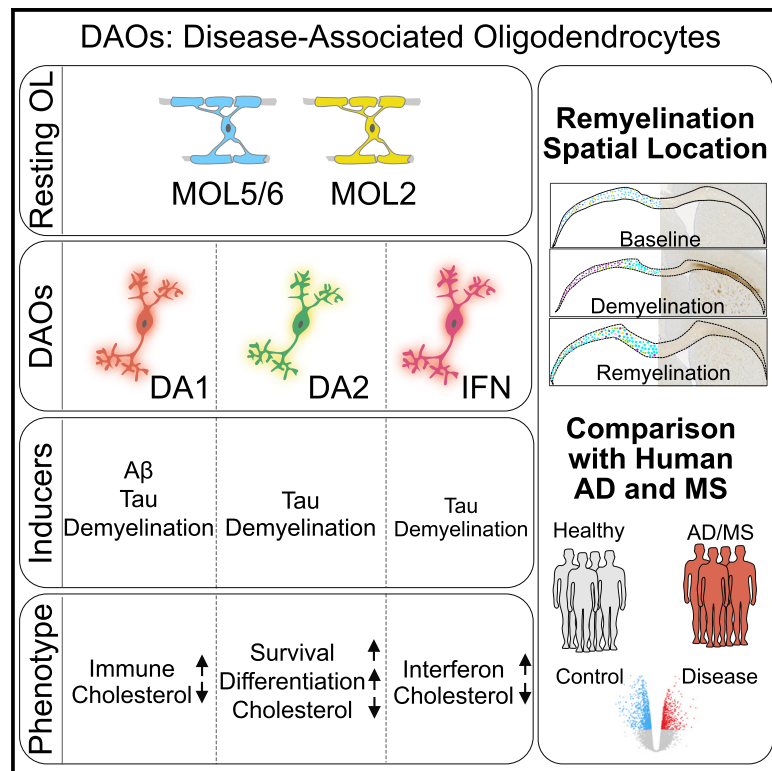 DAOs: Disease-Associated Oligodendrocytes
Resting OL
MOL5/6
MOL2
DAOs
DA1
DA2
IFN
Inducers
Aβ
Tau
Demyelination
Tau
Demyelination
Tau
Demyelination
Phenotype
Immune
Cholesterol
Survival
Differentiation
Cholesterol
Interferon
Cholesterol
Remyelination
Spatial Location
Baseline
Demyelination
Remyelination
Comparison
with Human
AD and MS
Healthy
AD/MS
Control
Disease